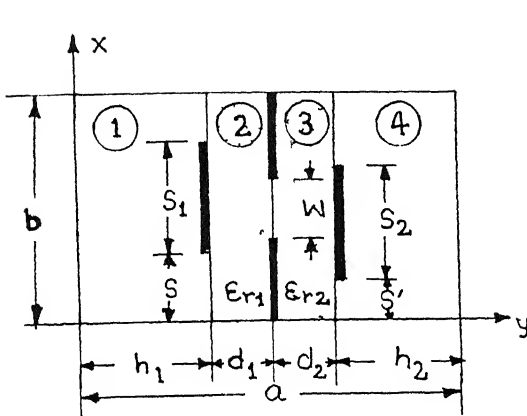 x
1 2 3 4
S₁ W S₂
b
S εr1 εr2 S'
y
h₁ d₁ d₂ h₂
a